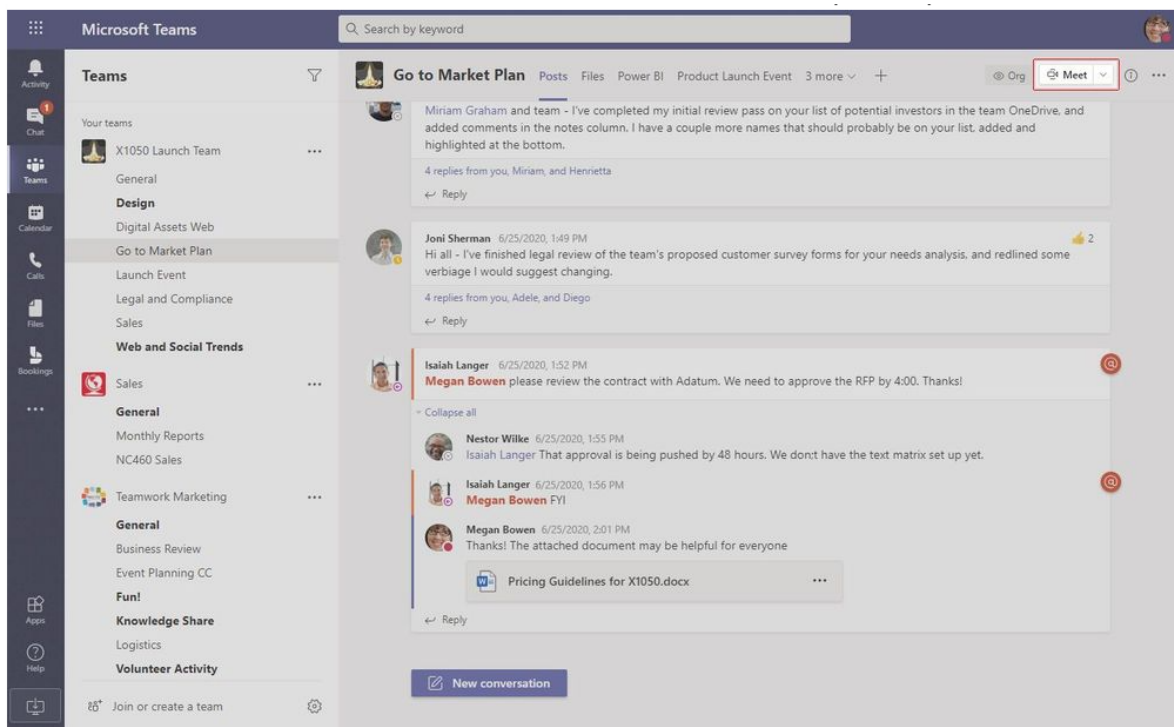 Microsoft Teams
Search by keyword
Activity
1
Chat
Teams
Calendar
Calls
Files
Bookings
Apps
Help
Teams
Your teams
X1050 Launch Team
General
Design
Digital Assets Web
Go to Market Plan
Launch Event
Legal and Compliance
Sales
Web and Social Trends
Sales
General
Monthly Reports
NC460 Sales
Teamwork Marketing
General
Business Review
Event Planning CC
Fun!
Knowledge Share
Logistics
Volunteer Activity
Join or create a team
Go to Market Plan Posts Files Power BI Product Launch Event 3 more +
Org Meet
Miriam Graham and team - I've completed my initial review pass on your list of potential investors in the team OneDrive, and
added comments in the notes column. I have a couple more names that should probably be on your list. added and
highlighted at the bottom.
4 replies from you, Miriam, and Henrietta
Reply
Joni Sherman 6/25/2020, 1:49 PM
2
Hi all - I've finished legal review of the team's proposed customer survey forms for your needs analysis, and redlined some
verbiage I would suggest changing.
4 replies from you, Adele, and Diego
Reply
Isaiah Langer 6/25/2020, 1:52 PM
@
Megan Bowen please review the contract with Adatum. We need to approve the RFP by 4:00. Thanks!
Collapse all
Nestor Wilke 6/25/2020, 1:55 PM
Isaiah Langer That approval is being pushed by 48 hours. We don:t have the text matrix set up yet.
Isaiah Langer 6/25/2020, 1:56 PM
@
Megan Bowen FYI
Megan Bowen 6/25/2020, 2:01 PM
Thanks! The attached document may be helpful for everyone
Pricing Guidelines for X1050.docx
Reply
New conversation